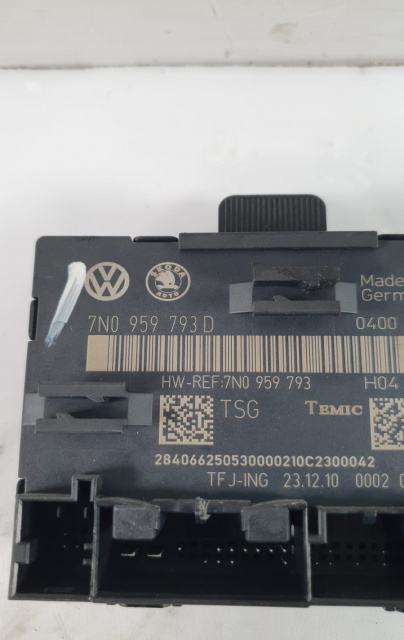 SKODA
AUTO
Made
Germ
7N0 959 793 D
0400
HW-REF:7N0 959 793
H04
TSG
TEMIC
28406625053000021OC2300042
TFJ-ING 23.12.10 0002